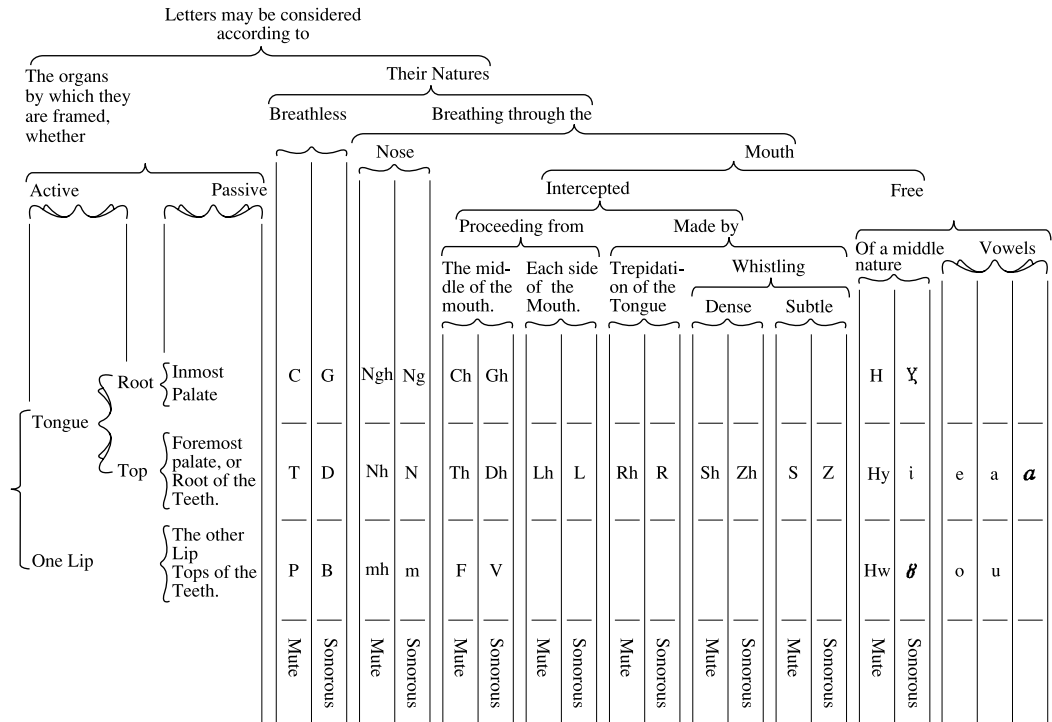 Letters may be considered
according to
The organs
by which they
are framed,
whether
Their Natures
Breathless
Breathing through the
Nose
Mouth
Active
Passive
Intercepted
Free
Proceeding from
Made by
Of a middle
nature
Vowels
The mid-
dle of the
mouth.
Each side
of the
Mouth.
Trepidati-
on of the
Tongue
Whistling
Dense
Subtle
Root
Inmost
Palate
C G Ngh Ng Ch Gh H Ɣ
Tongue
Top
Foremost
palate, or
Root of the
Teeth.
T D Nh N Th Dh Lh L Rh R Sh Zh S Z Hy i e a a
One Lip
The other
Lip
Tops of the
Teeth.
P B mh m F V Hw 8 o u
Mute Sonorous Mute Sonorous Mute Sonorous Mute Sonorous Mute Sonorous Mute Sonorous Mute Sonorous Mute Sonorous